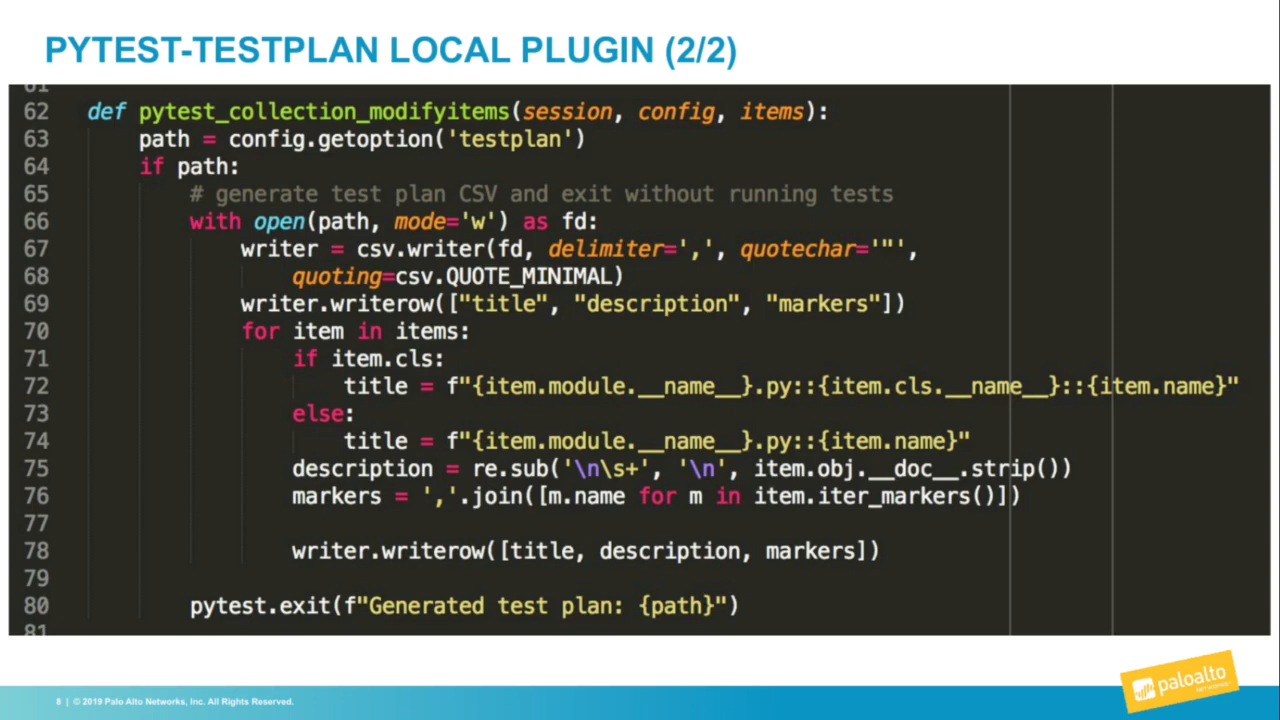 PYTEST-TESTPLAN LOCAL PLUGIN (2/2)
61
62 def pytest_collection_modifyitems(session, config, items):
63     path = config.getoption('testplan')
64     if path:
65         # generate test plan CSV and exit without running tests
66         with open(path, mode='w') as fd:
67             writer = csv.writer(fd, delimiter=',', quotechar='"',
68                 quoting=csv.QUOTE_MINIMAL)
69             writer.writerow(["title", "description", "markers"])
70             for item in items:
71                 if item.cls:
72                     title = f"{item.module.__name__}.py::{item.cls.__name__}::{item.name}"
73                 else:
74                     title = f"{item.module.__name__}.py::{item.name}"
75                 description = re.sub('\n\s+', '\n', item.obj.__doc__.strip())
76                 markers = ','.join([m.name for m in item.iter_markers()])
77
78                 writer.writerow([title, description, markers])
79
80         pytest.exit(f"Generated test plan: {path}")
81
8 | © 2019 Palo Alto Networks, Inc. All Rights Reserved.
paloalto
NETWORKS